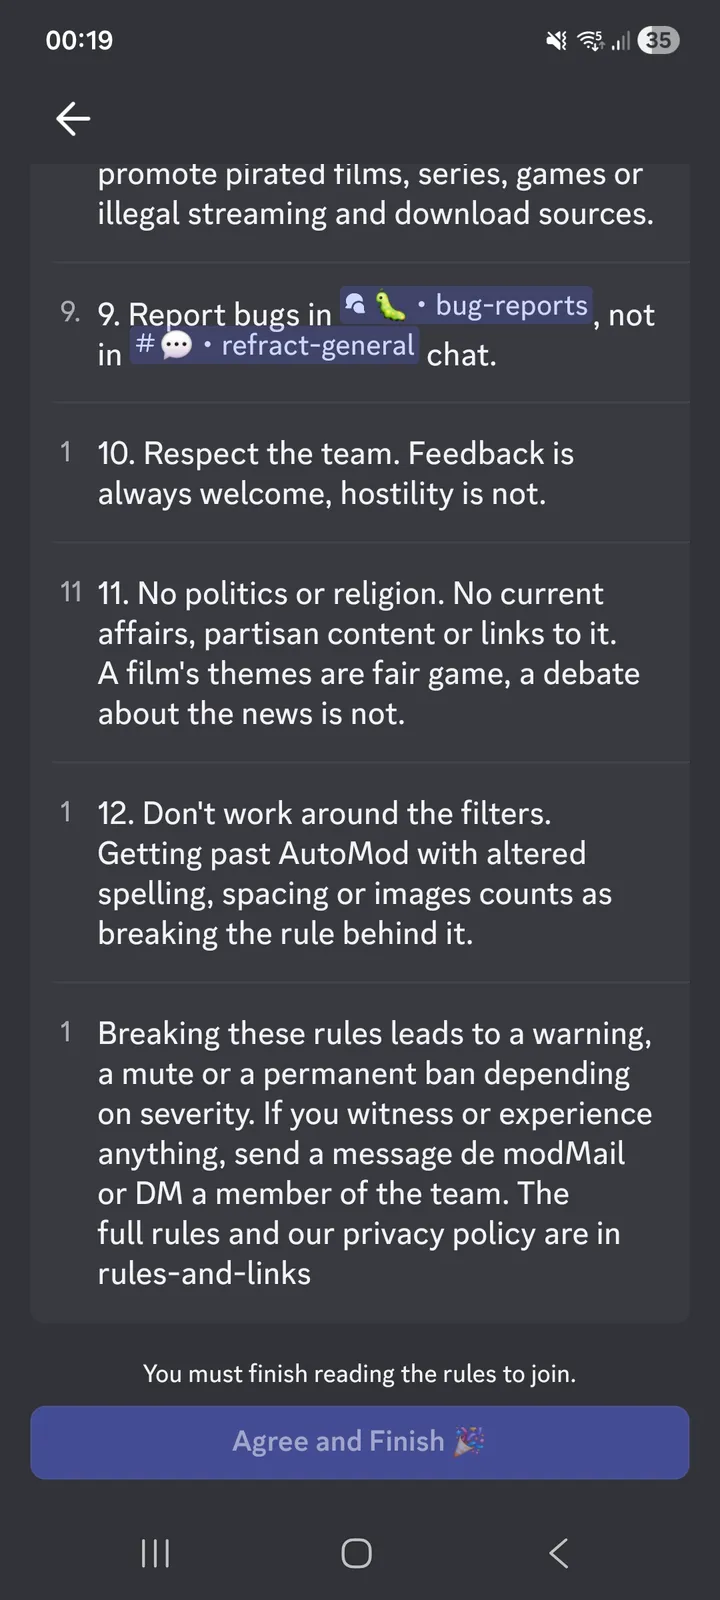 00:19
5
35
promote pirated films, series, games or
illegal streaming and download sources.
9. 9. Report bugs in 🐛 • bug-reports, not
in # 💬 • refract-general chat.
1 10. Respect the team. Feedback is
always welcome, hostility is not.
11 11. No politics or religion. No current
affairs, partisan content or links to it.
A film's themes are fair game, a debate
about the news is not.
1 12. Don't work around the filters.
Getting past AutoMod with altered
spelling, spacing or images counts as
breaking the rule behind it.
1 Breaking these rules leads to a warning,
a mute or a permanent ban depending
on severity. If you witness or experience
anything, send a message de modMail
or DM a member of the team. The
full rules and our privacy policy are in
rules-and-links
You must finish reading the rules to join.
Agree and Finish 🎉